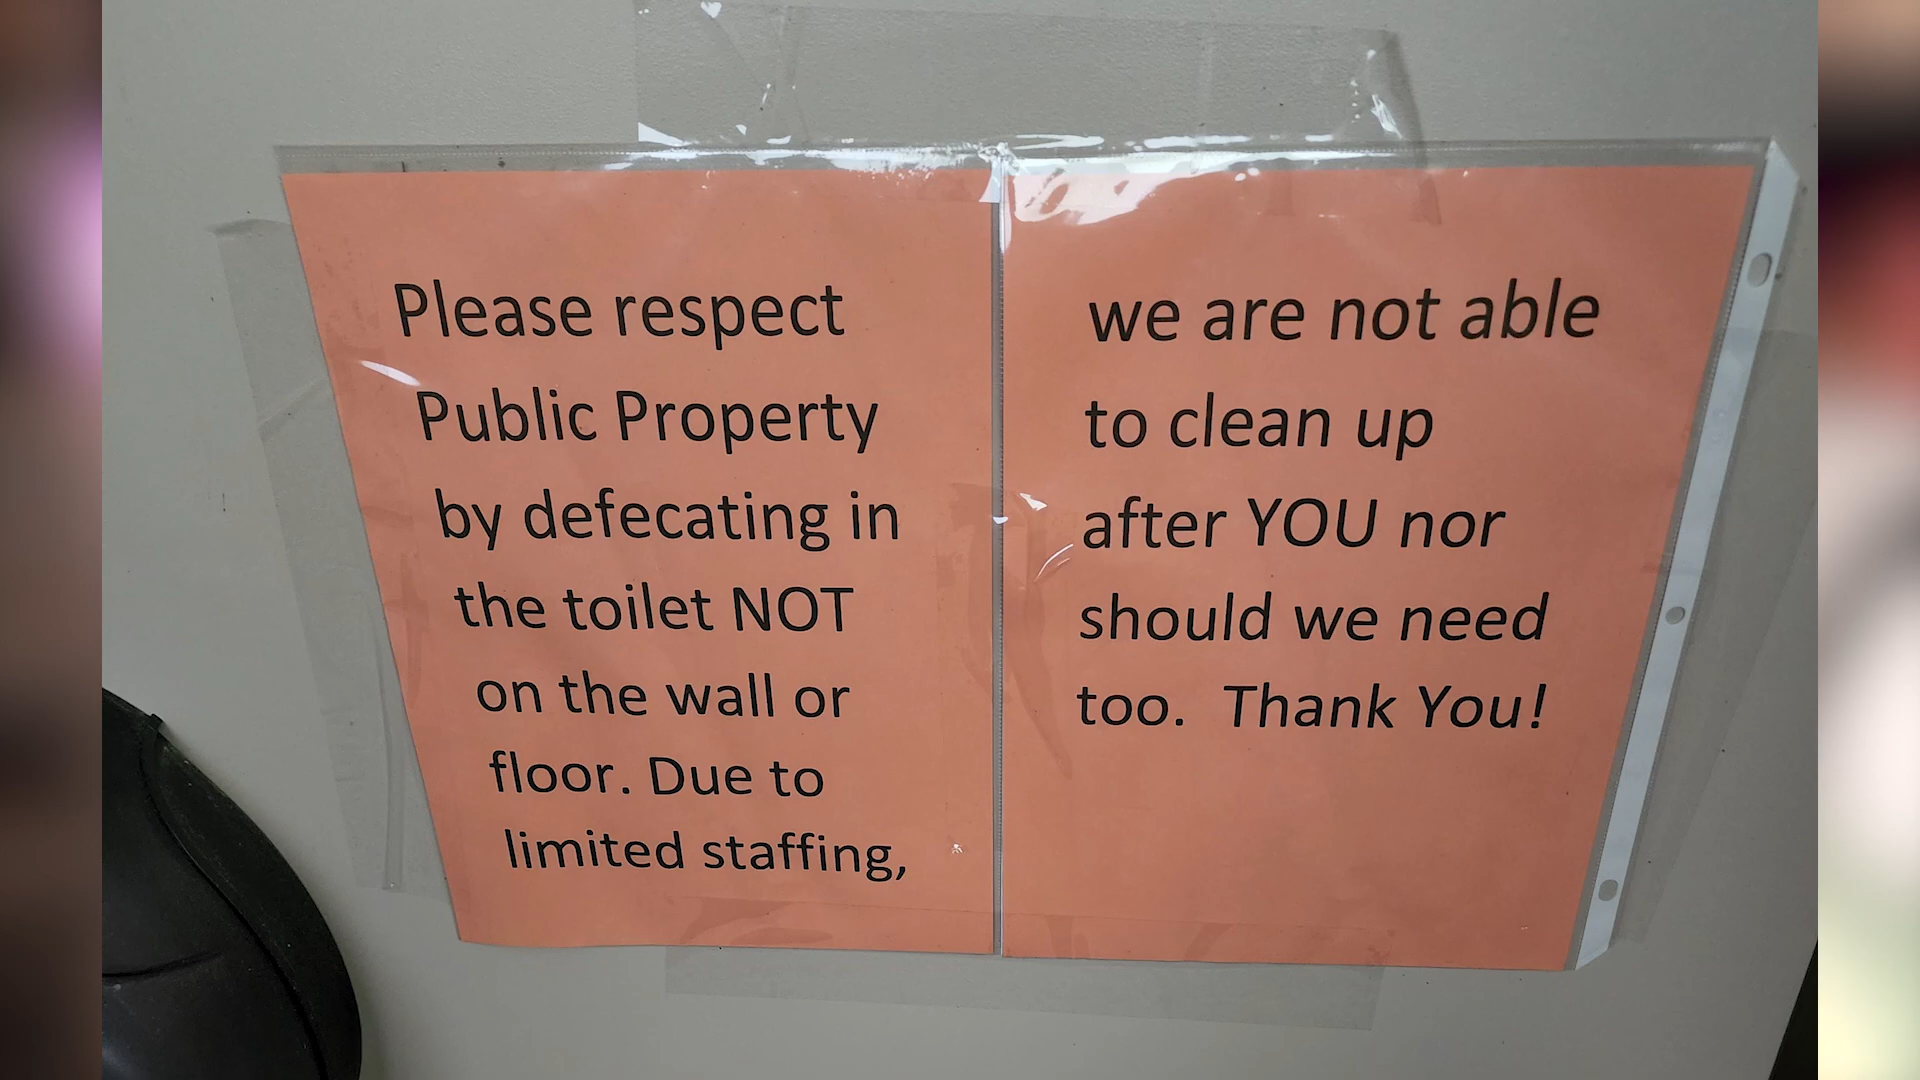 Please respect
Public Property
by defecating in
the toilet NOT
on the wall or
floor. Due to
limited staffing,
we are not able
to clean up
after YOU nor
should we need
too.  Thank You!